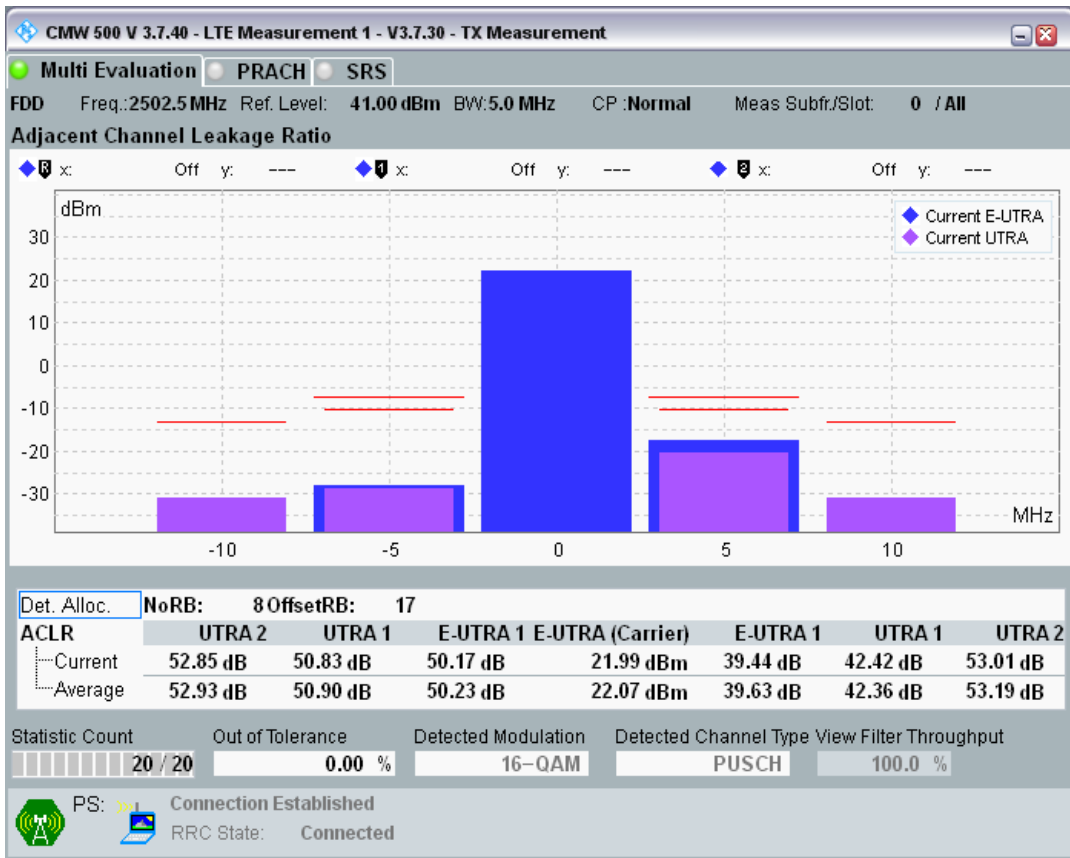 CMW 500 V 3.7.40 - LTE Measurement 1 - V3.7.30 - TX Measurement
Multi Evaluation PRACH SRS
FDD Freq.:2502.5 MHz Ref. Level: 41.00 dBm BW:5.0 MHz CP :Normal Meas Subfr./Slot: 0 / All
Adjacent Channel Leakage Ratio
R x: Off y: --- 1 x: Off y: --- 2 x: Off y: ---
dBm
Current E-UTRA
Current UTRA
30
20
10
0
-10
-20
-30
MHz
-10 -5 0 5 10
Det. Alloc. NoRB: 8 OffsetRB: 17
ACLR UTRA 2 UTRA 1 E-UTRA 1 E-UTRA (Carrier) E-UTRA 1 UTRA 1 UTRA 2
Current 52.85 dB 50.83 dB 50.17 dB 21.99 dBm 39.44 dB 42.42 dB 53.01 dB
Average 52.93 dB 50.90 dB 50.23 dB 22.07 dBm 39.63 dB 42.36 dB 53.19 dB
Statistic Count Out of Tolerance Detected Modulation Detected Channel Type View Filter Throughput
20 / 20 0.00 % 16-QAM PUSCH 100.0 %
PS: Connection Established
RRC State: Connected